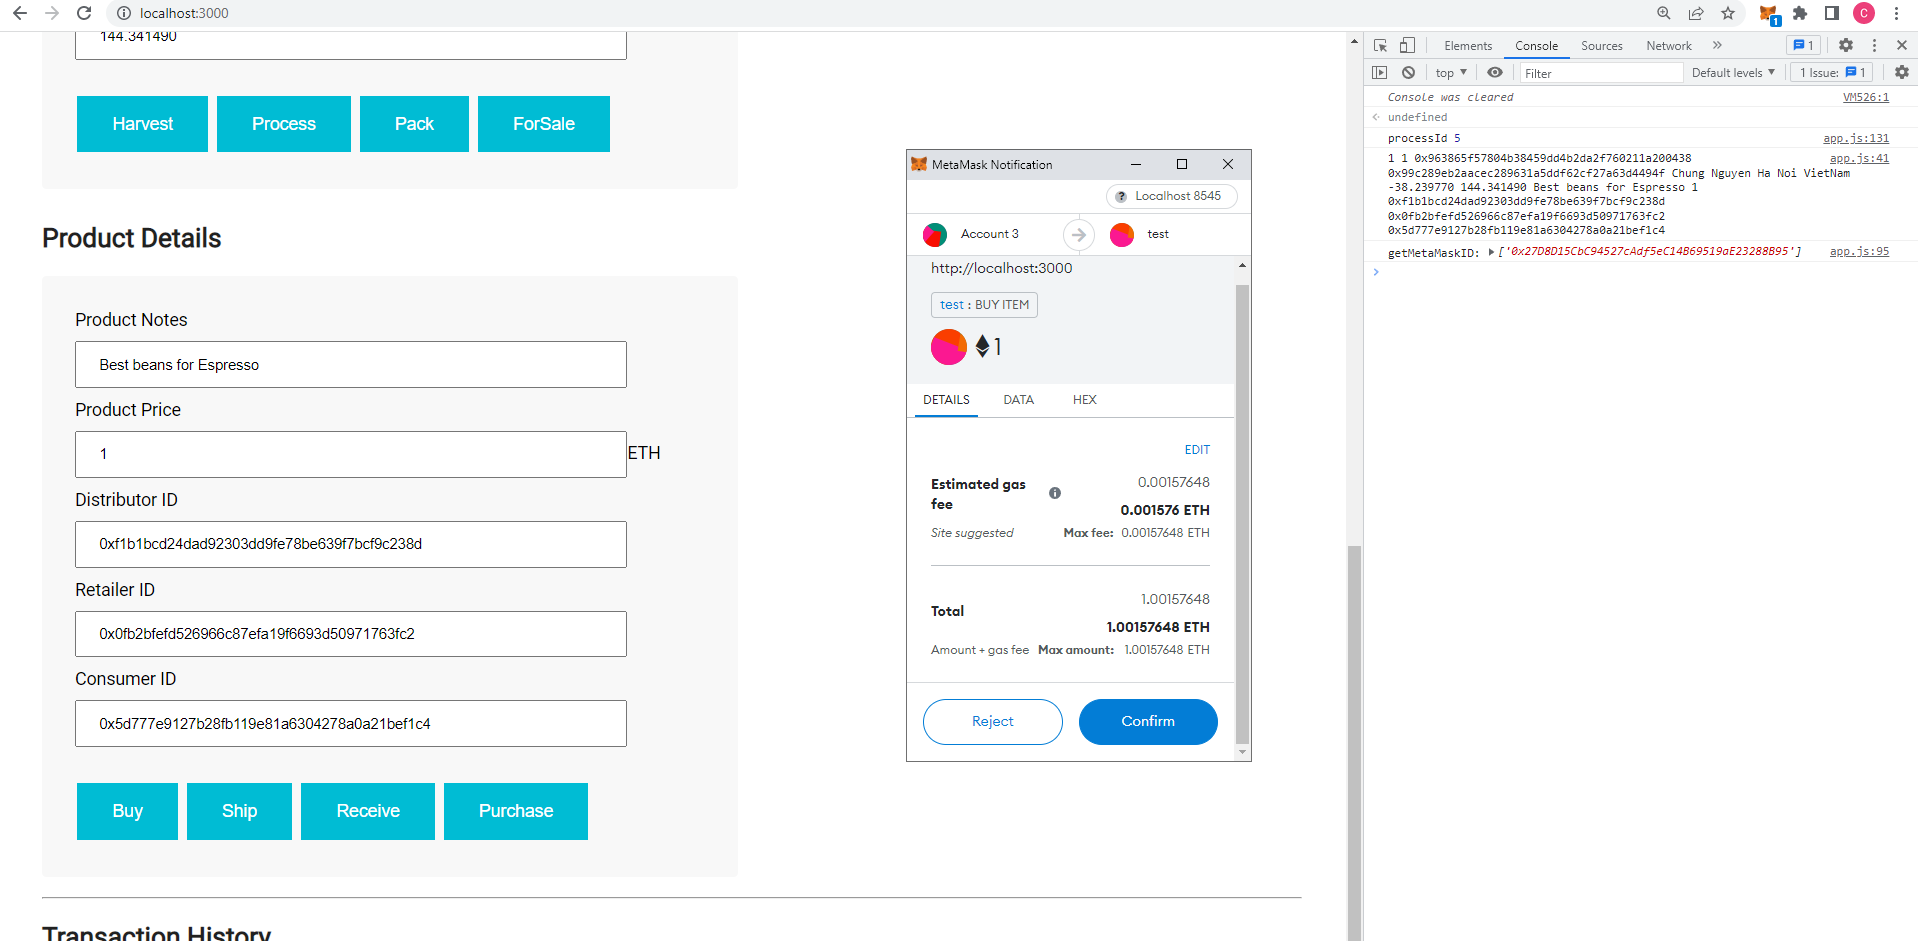 localhost:3000
144.341490
Harvest
Process
Pack
ForSale
Product Details
Product Notes
Best beans for Espresso
Product Price
1
ETH
Distributor ID
0xf1b1bcd24dad92303dd9fe78be639f7bcf9c238d
Retailer ID
0x0fb2bfefd526966c87efa19f6693d50971763fc2
Consumer ID
0x5d777e9127b28fb119e81a6304278a0a21bef1c4
Buy
Ship
Receive
Purchase
Transaction History
MetaMask Notification
? Localhost 8545
Account 3
test
http://localhost:3000
test : BUY ITEM
1
DETAILS
DATA
HEX
EDIT
Estimated gas fee
0.00157648
0.001576 ETH
Site suggested
Max fee: 0.00157648 ETH
Total
1.00157648
1.00157648 ETH
Amount + gas fee Max amount: 1.00157648 ETH
Reject
Confirm
1
C
Elements
Console
Sources
Network
1
top
Filter
Default levels
1 Issue: 1
Console was cleared
VM526:1
undefined
processId 5
app.js:131
1 1 0x963865f57804b38459dd4b2da2f760211a200438
app.js:41
0x99c289eb2aacec289631a5ddf62cf27a63d4494f Chung Nguyen Ha Noi VietNam
-38.239770 144.341490 Best beans for Espresso 1
0xf1b1bcd24dad92303dd9fe78be639f7bcf9c238d
0x0fb2bfefd526966c87efa19f6693d50971763fc2
0x5d777e9127b28fb119e81a6304278a0a21bef1c4
getMetaMaskID: ['0x27D8D15CbC94527cAdf5eC14B69519aE23288B95']
app.js:95